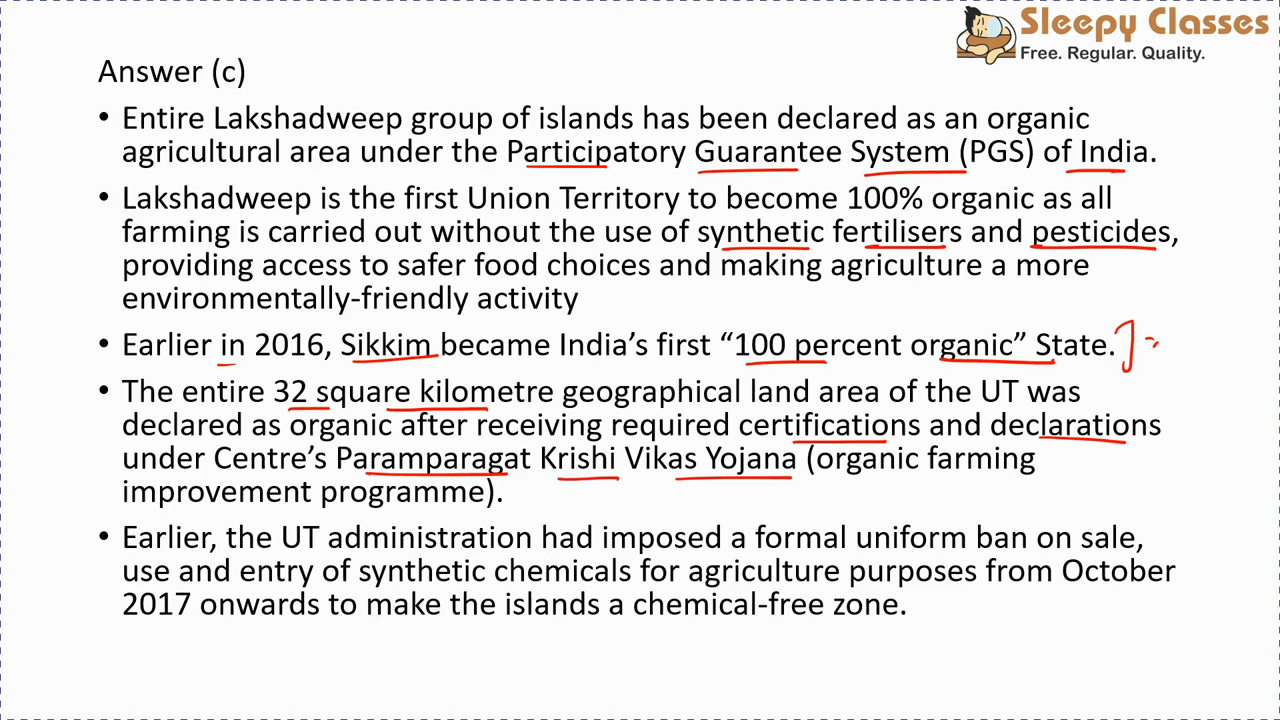 Sleepy Classes
Free. Regular. Quality.
Answer (c)
• Entire Lakshadweep group of islands has been declared as an organic
agricultural area under the Participatory Guarantee System (PGS) of India.
• Lakshadweep is the first Union Territory to become 100% organic as all
farming is carried out without the use of synthetic fertilisers and pesticides,
providing access to safer food choices and making agriculture a more
environmentally-friendly activity
• Earlier in 2016, Sikkim became India’s first “100 percent organic” State.
• The entire 32 square kilometre geographical land area of the UT was
declared as organic after receiving required certifications and declarations
under Centre’s Paramparagat Krishi Vikas Yojana (organic farming
improvement programme).
• Earlier, the UT administration had imposed a formal uniform ban on sale,
use and entry of synthetic chemicals for agriculture purposes from October
2017 onwards to make the islands a chemical-free zone.